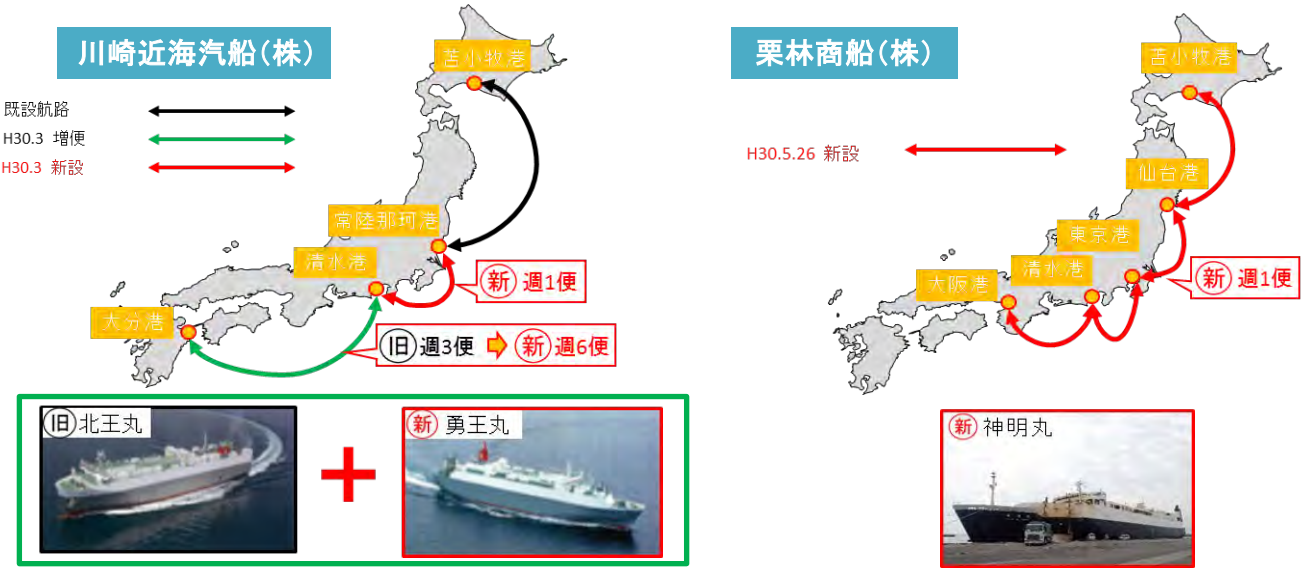 川崎近海汽船(株)
既設航路
H30.3 増便
H30.3 新設
苫小牧港
常陸那珂港
清水港
大分港
新 週1便
旧 週3便 ➡ 新 週6便
旧 北王丸
+
新 勇王丸
栗林商船(株)
H30.5.26 新設
苫小牧港
仙台港
東京港
清水港
大阪港
新 週1便
新 神明丸